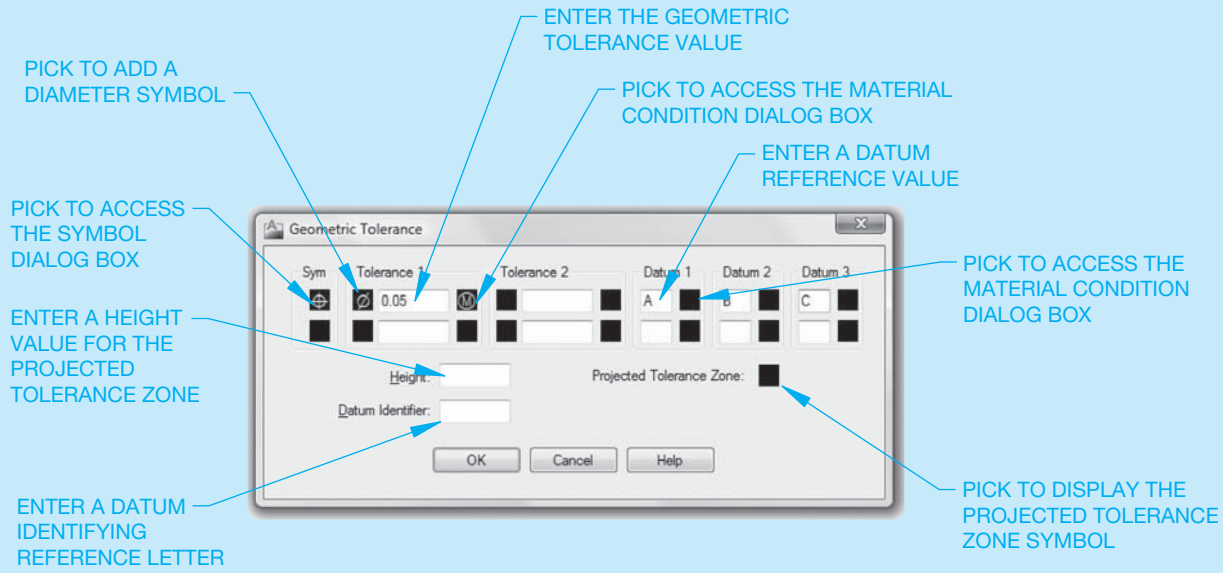 ENTER THE GEOMETRIC
TOLERANCE VALUE
PICK TO ADD A
DIAMETER SYMBOL
PICK TO ACCESS THE MATERIAL
CONDITION DIALOG BOX
ENTER A DATUM
REFERENCE VALUE
PICK TO ACCESS
THE SYMBOL
DIALOG BOX
ENTER A HEIGHT
VALUE FOR THE
PROJECTED
TOLERANCE ZONE
ENTER A DATUM
IDENTIFYING
REFERENCE LETTER
Geometric Tolerance
Sym Tolerance 1 Tolerance 2 Datum 1 Datum 2 Datum 3
⌖ Ø 0.05 Ⓜ A B C
Height: Projected Tolerance Zone:
Datum Identifier:
OK Cancel Help
PICK TO ACCESS THE
MATERIAL CONDITION
DIALOG BOX
PICK TO DISPLAY THE
PROJECTED TOLERANCE
ZONE SYMBOL